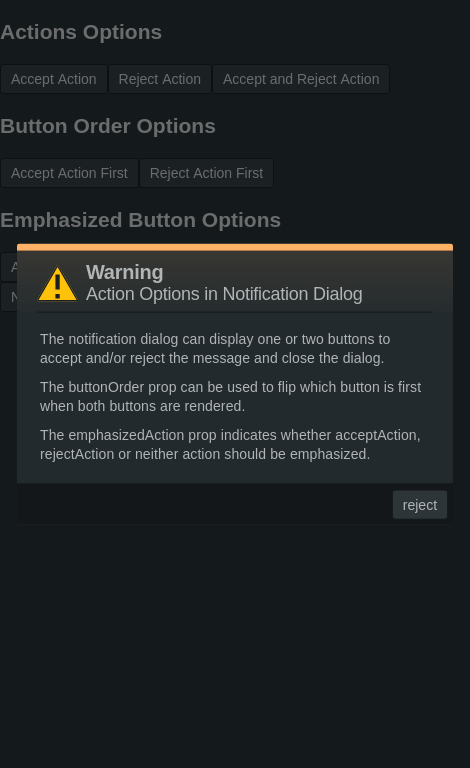 Actions Options
Accept Action Reject Action Accept and Reject Action
Button Order Options
Accept Action First Reject Action First
Emphasized Button Options
Warning
Action Options in Notification Dialog
The notification dialog can display one or two buttons to
accept and/or reject the message and close the dialog.
The buttonOrder prop can be used to flip which button is first
when both buttons are rendered.
The emphasizedAction prop indicates whether acceptAction,
rejectAction or neither action should be emphasized.
reject